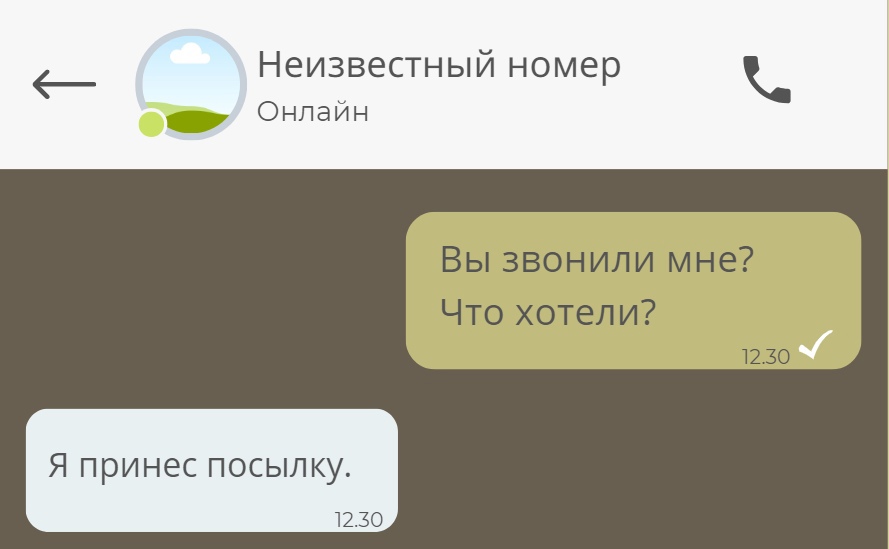 Неизвестный номер
Онлайн
Вы звонили мне?
Что хотели?
12.30
Я принес посылку.
12.30